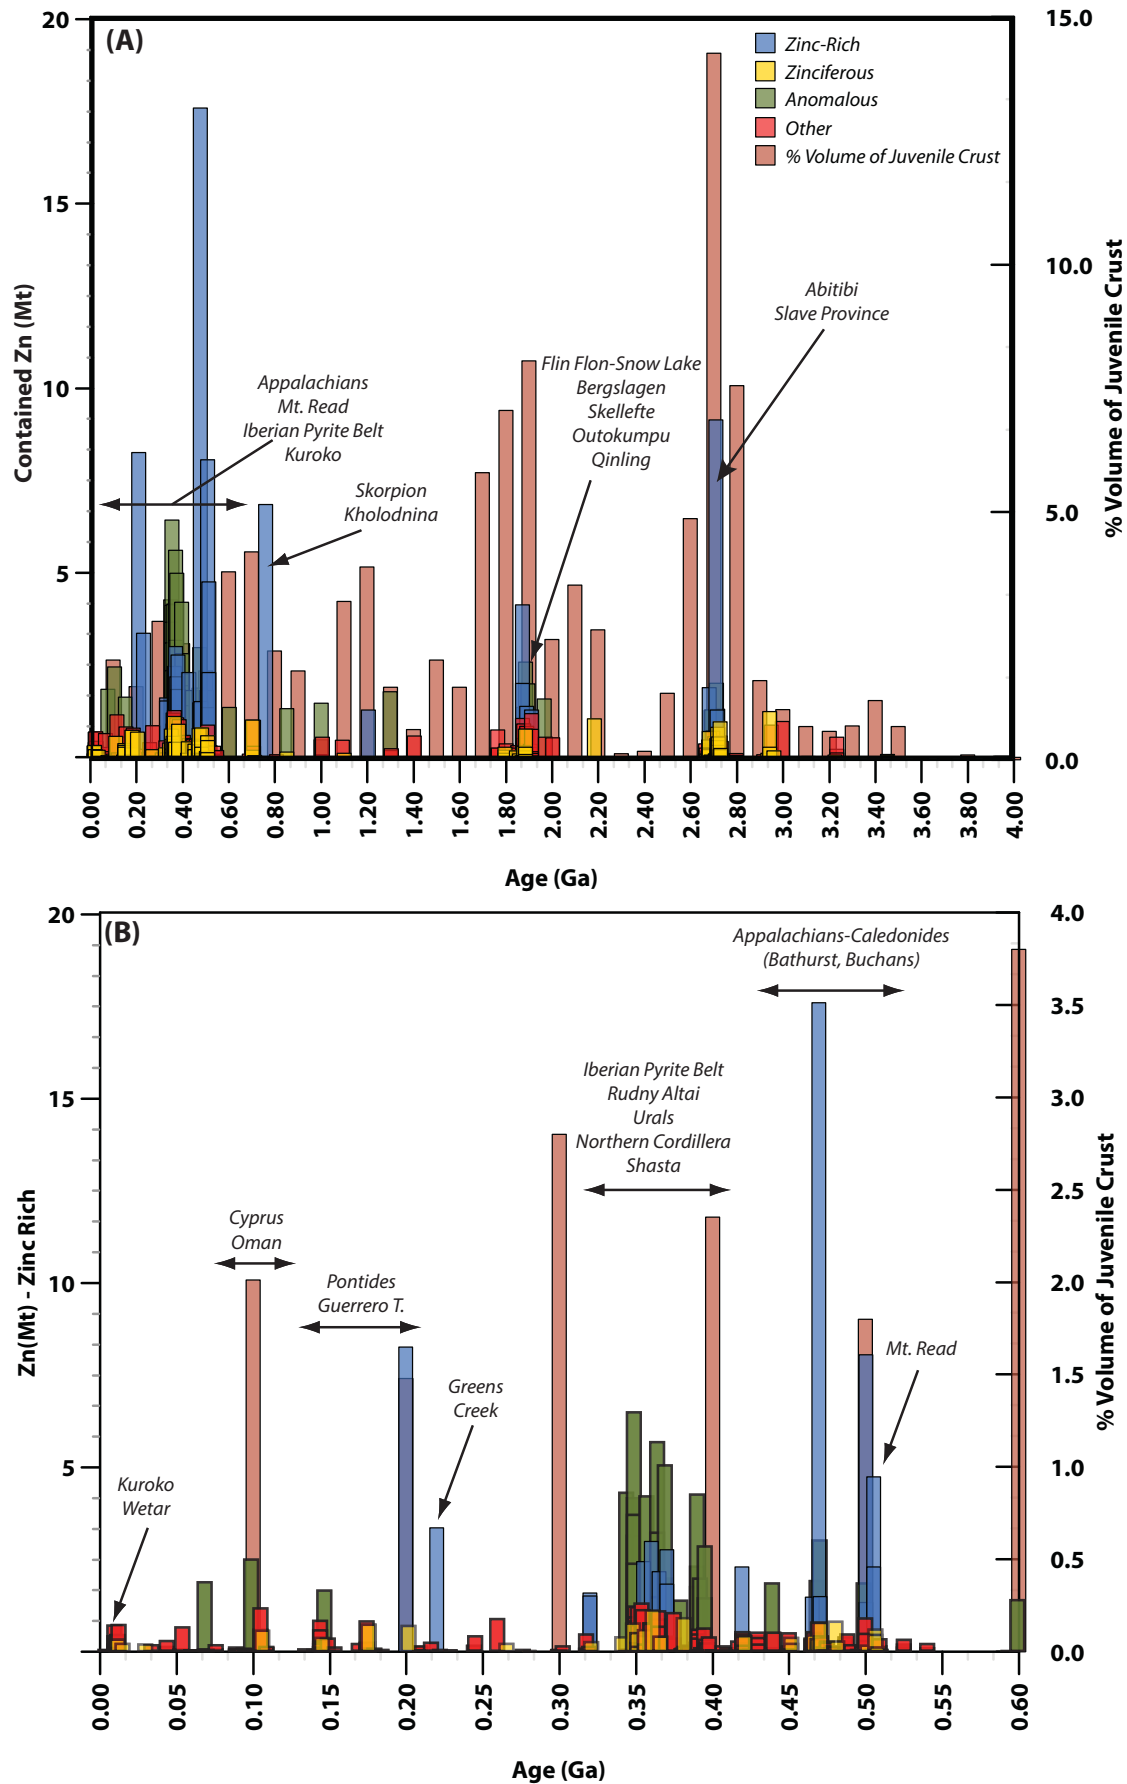 (A)
20
15
10
5
Contained Zn (Mt)
15.0
10.0
5.0
0.0
% Volume of Juvenile Crust
Zinc-Rich
Zinciferous
Anomalous
Other
% Volume of Juvenile Crust
Abitibi
Slave Province
Flin Flon-Snow Lake
Bergslagen
Skellefte
Outokumpu
Qinling
Appalachians
Mt. Read
Iberian Pyrite Belt
Kuroko
Skorpion
Kholodnina
0.00 0.20 0.40 0.60 0.80 1.00 1.20 1.40 1.60 1.80 2.00 2.20 2.40 2.60 2.80 3.00 3.20 3.40 3.60 3.80 4.00
Age (Ga)
(B)
20
15
10
5
Zn(Mt) - Zinc Rich
4.0
3.5
3.0
2.5
2.0
1.5
1.0
0.5
0.0
% Volume of Juvenile Crust
Appalachians-Caledonides
(Bathurst, Buchans)
Iberian Pyrite Belt
Rudny Altai
Urals
Northern Cordillera
Shasta
Cyprus
Oman
Pontides
Guerrero T.
Greens
Creek
Mt. Read
Kuroko
Wetar
0.00 0.05 0.10 0.15 0.20 0.25 0.30 0.35 0.40 0.45 0.50 0.55 0.60
Age (Ga)